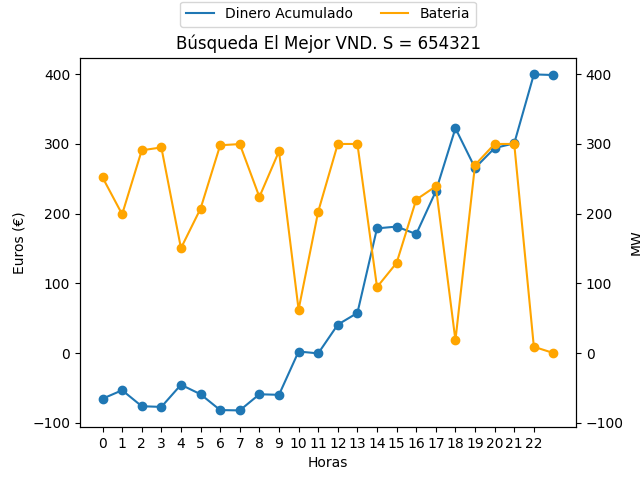 Dinero Acumulado Bateria
Búsqueda El Mejor VND. S = 654321
400 400
300 300
200 200
100 100
0 0
−100 −100
Euros (€)
MW
0 1 2 3 4 5 6 7 8 9 10 11 12 13 14 15 16 17 18 19 20 21 22
Horas